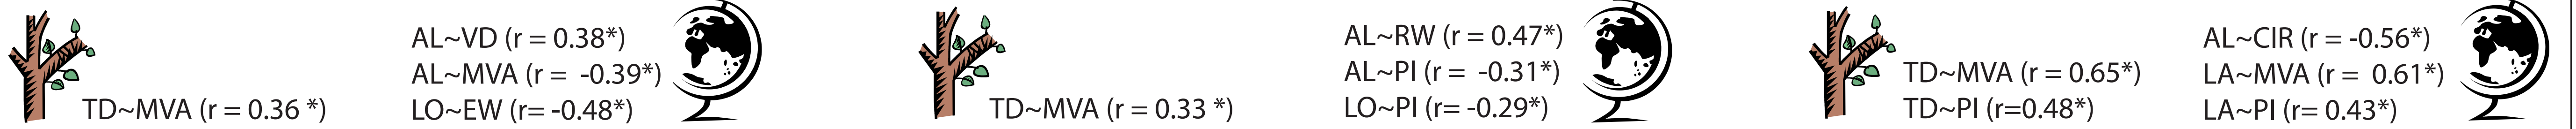 TD~MVA (r = 0.36 *)
AL~VD (r = 0.38*)
AL~MVA (r =  -0.39*)
LO~EW (r= -0.48*)
TD~MVA (r = 0.33 *)
AL~RW (r = 0.47*)
AL~PI (r =  -0.31*)
LO~PI (r= -0.29*)
TD~MVA (r = 0.65*)
TD~PI (r=0.48*)
AL~CIR (r = -0.56*)
LA~MVA (r =  0.61*)
LA~PI (r= 0.43*)